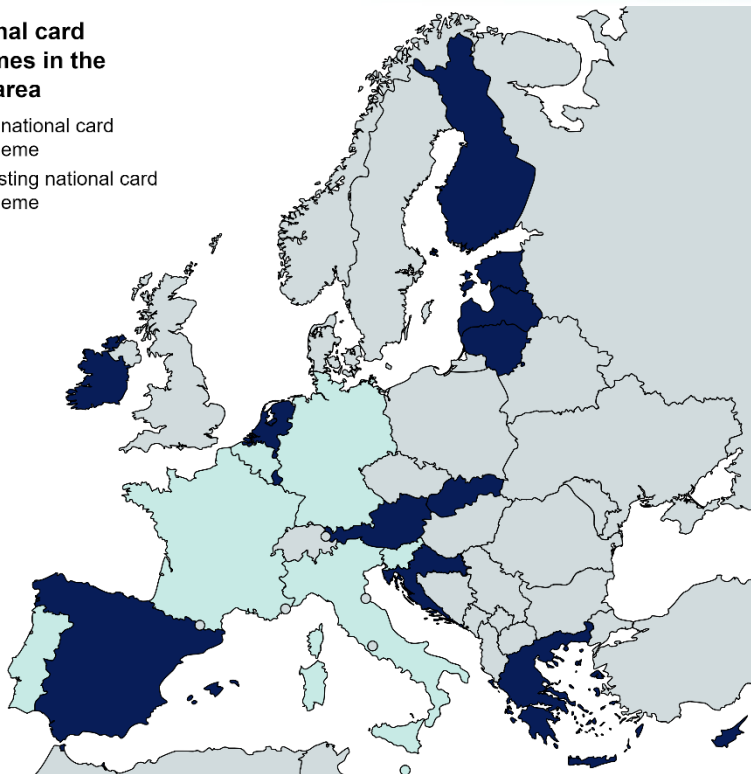 nal card
nes in the
area
national card
eme
sting national card
eme